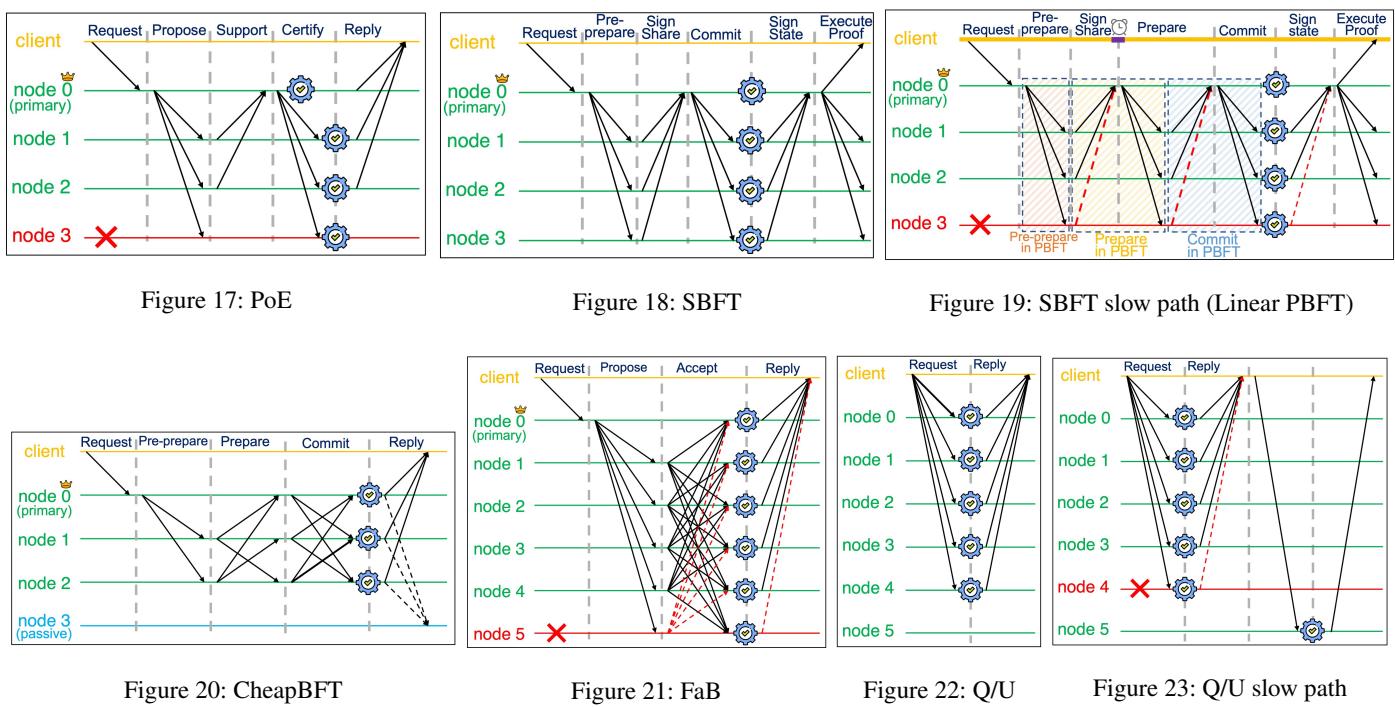 Request Propose Support Certify Reply
client
node 0
(primary)
node 1
node 2
node 3
Figure 17: PoE
Request Pre-prepare Sign Share Commit Sign State Execute Proof
client
node 0
(primary)
node 1
node 2
node 3
Figure 18: SBFT
Request Pre-prepare Sign Share Prepare Commit Sign state Execute Proof
client
node 0
(primary)
node 1
node 2
node 3
Pre-prepare in PBFT
Prepare in PBFT
Commit in PBFT
Figure 19: SBFT slow path (Linear PBFT)
Request Pre-prepare Prepare Commit Reply
client
node 0
(primary)
node 1
node 2
node 3
(passive)
Figure 20: CheapBFT
Request Propose Accept Reply
client
node 0
(primary)
node 1
node 2
node 3
node 4
node 5
Figure 21: FaB
Request Reply
client
node 0
node 1
node 2
node 3
node 4
node 5
Figure 22: Q/U
Request Reply
client
node 0
node 1
node 2
node 3
node 4
node 5
Figure 23: Q/U slow path